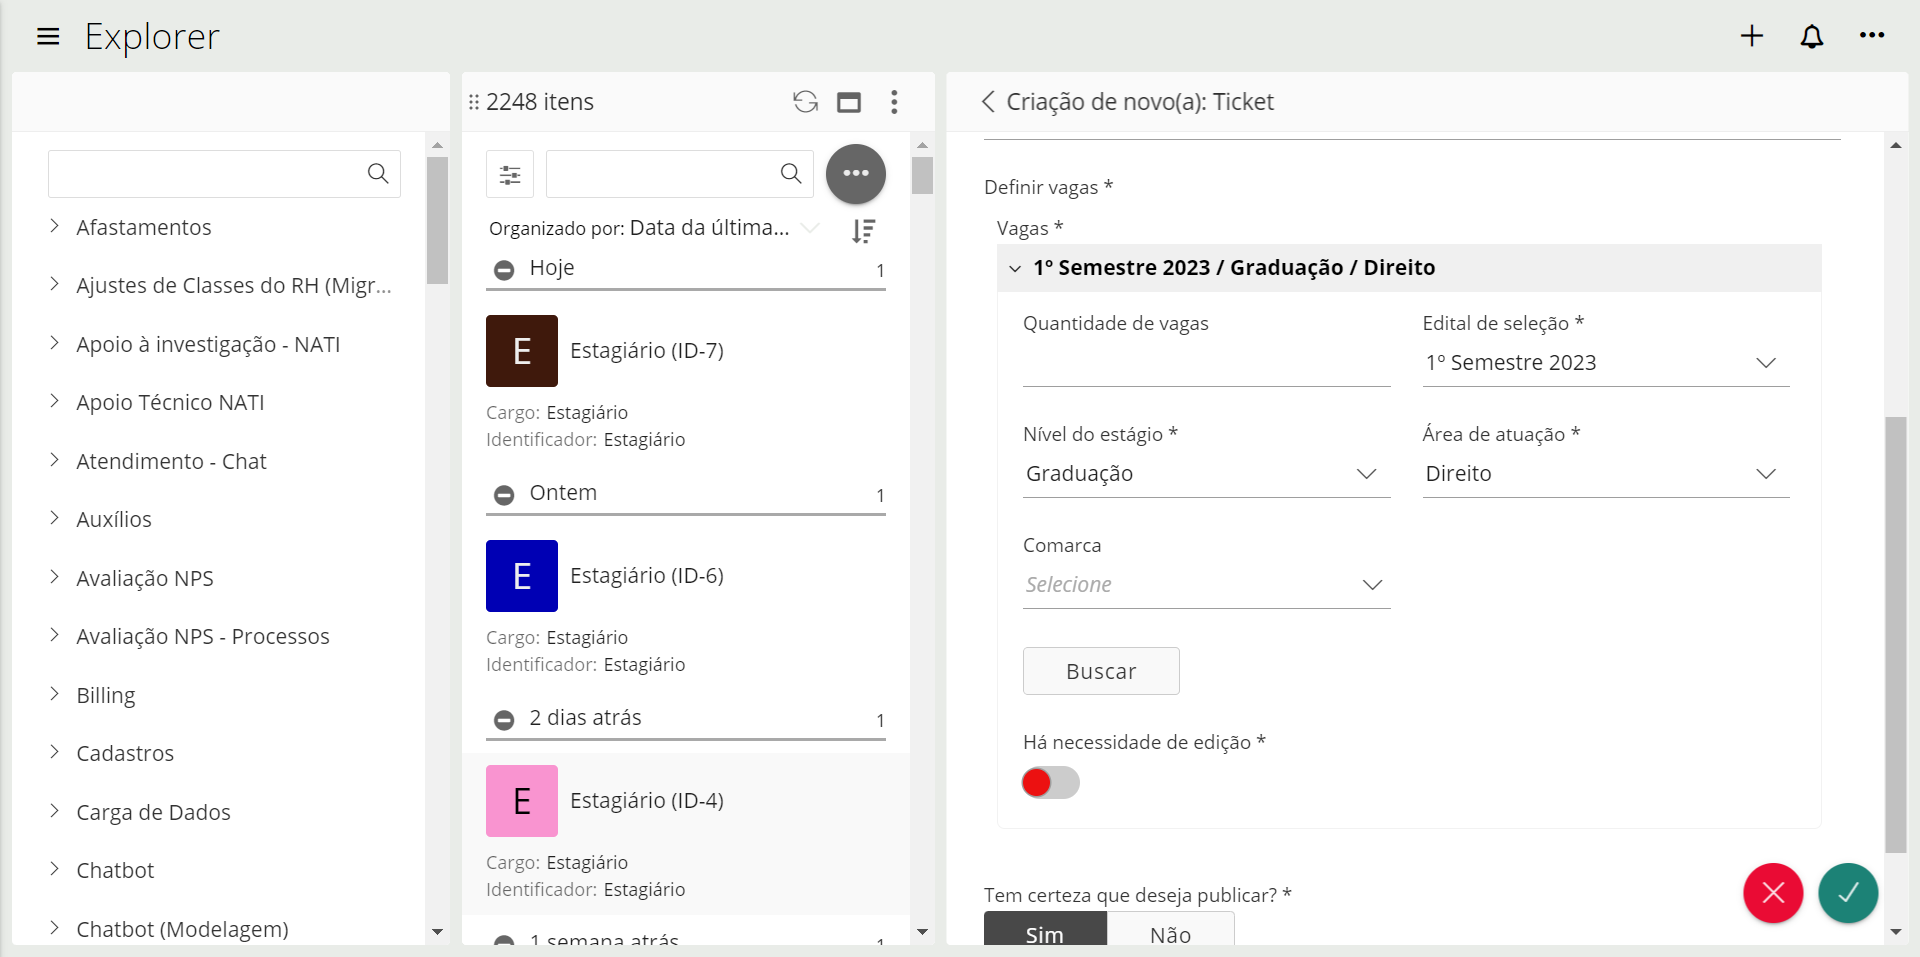 Explorer
Afastamentos
Ajustes de Classes do RH (Migr...
Apoio à investigação - NATI
Apoio Técnico NATI
Atendimento - Chat
Auxílios
Avaliação NPS
Avaliação NPS - Processos
Billing
Cadastros
Carga de Dados
Chatbot
Chatbot (Modelagem)
2248 itens
Organizado por: Data da última...
Hoje 1
E Estagiário (ID-7)
Cargo: Estagiário
Identificador: Estagiário
Ontem 1
E Estagiário (ID-6)
Cargo: Estagiário
Identificador: Estagiário
2 dias atrás 1
E Estagiário (ID-4)
Cargo: Estagiário
Identificador: Estagiário
1 semana atrás 1
Criação de novo(a): Ticket
Definir vagas *
Vagas *
1º Semestre 2023 / Graduação / Direito
Quantidade de vagas
Edital de seleção *
1º Semestre 2023
Nível do estágio *
Graduação
Área de atuação *
Direito
Comarca
Selecione
Buscar
Há necessidade de edição *
Tem certeza que deseja publicar? *
Sim Não